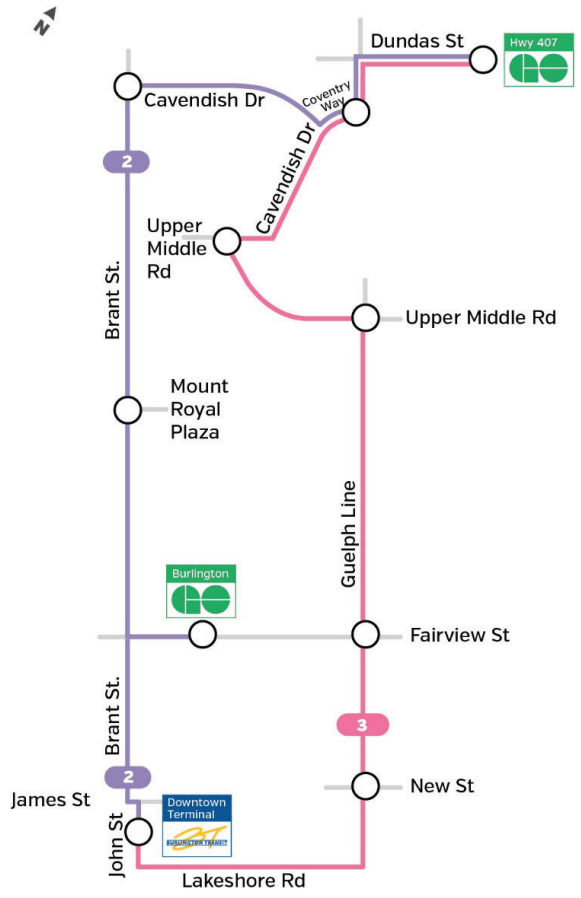 N
Dundas St
Hwy 407
GO
Coventry
Way
Cavendish Dr
2
Cavendish Dr
Upper
Middle
Rd
Brant St.
Upper Middle Rd
Mount
Royal
Plaza
Guelph Line
Burlington
GO
Fairview St
Brant St.
3
2
New St
James St
Downtown
Terminal
BURLINGTON TRANSIT
John St
Lakeshore Rd